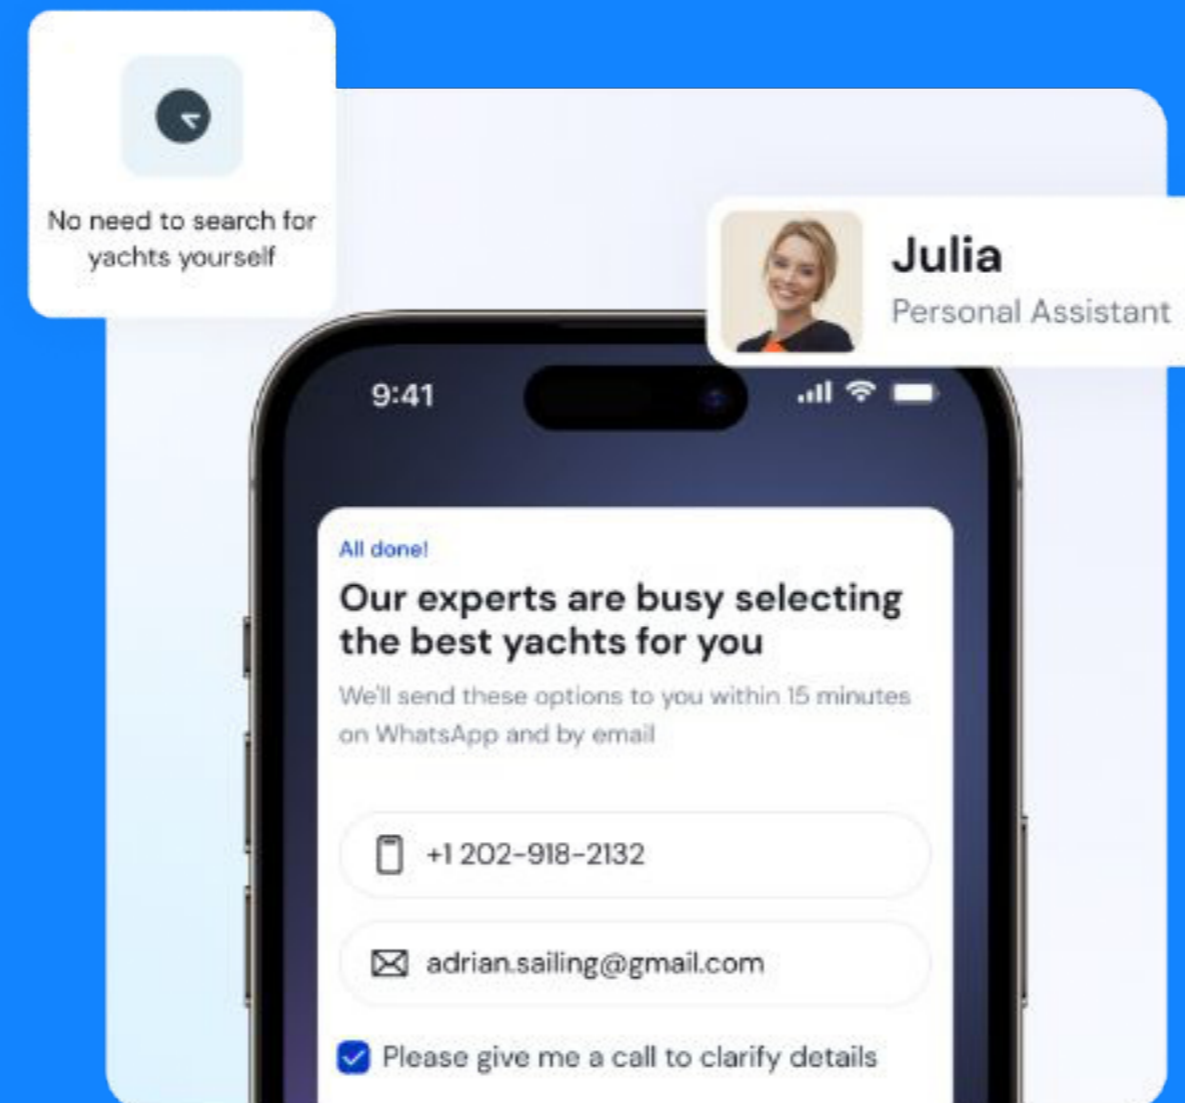 No need to search for
yachts yourself
Julia
Personal Assistant
9:41
All done!
Our experts are busy selecting
the best yachts for you
We'll send these options to you within 15 minutes
on WhatsApp and by email
+1 202-918-2132
adrian.sailing@gmail.com
Please give me a call to clarify details